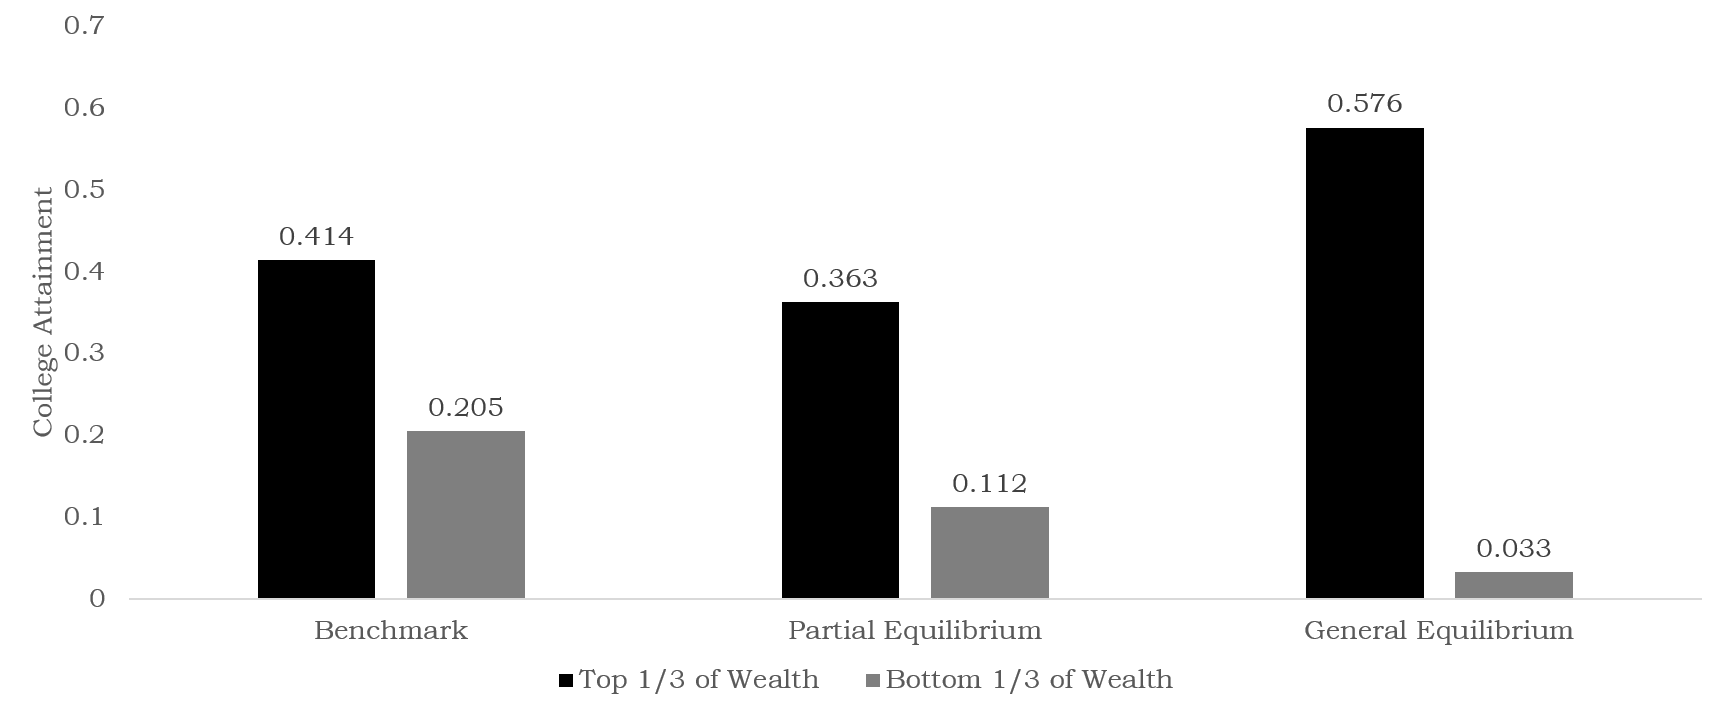 0.7
0.6
0.5
0.4
0.3
0.2
0.1
0
College Attainment
0.414
0.205
0.363
0.112
0.576
0.033
Benchmark
Partial Equilibrium
General Equilibrium
Top 1/3 of Wealth
Bottom 1/3 of Wealth